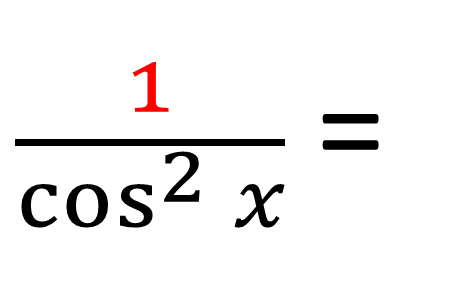 1
cos² x =